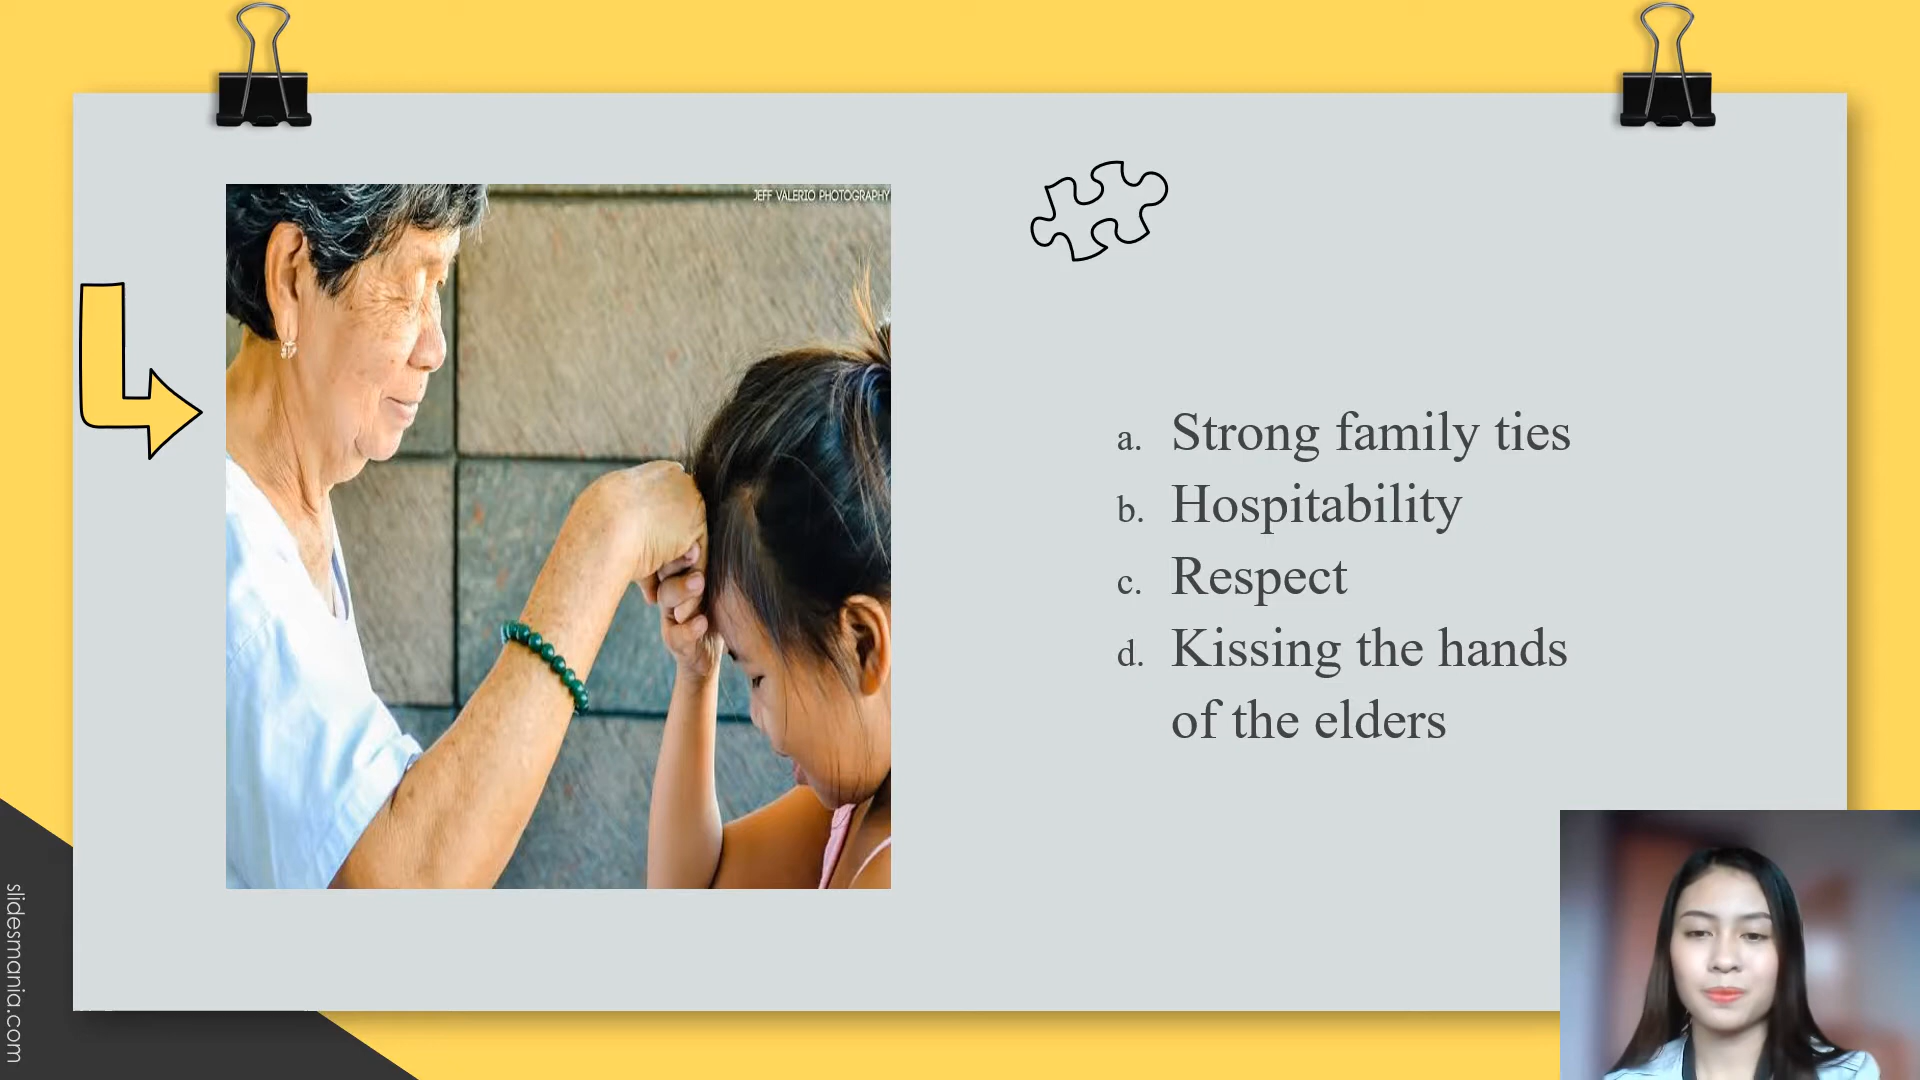 JEFF VALERIO PHOTOGRAPHY
a. Strong family ties
b. Hospitability
c. Respect
d. Kissing the hands
of the elders
slidesmania.com